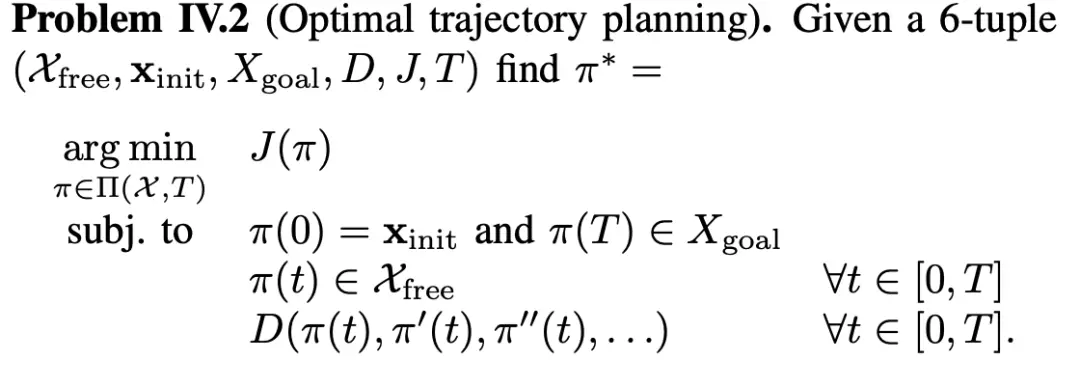 Problem IV.2 (Optimal trajectory planning). Given a 6-tuple
(𝒳free, xinit, Xgoal, D, J, T) find π* =
arg min J(π)
π∈Π(𝒳,T)
subj. to π(0) = xinit and π(T) ∈ Xgoal
π(t) ∈ 𝒳free ∀t ∈ [0, T]
D(π(t), π′(t), π′′(t), . . .) ∀t ∈ [0, T].